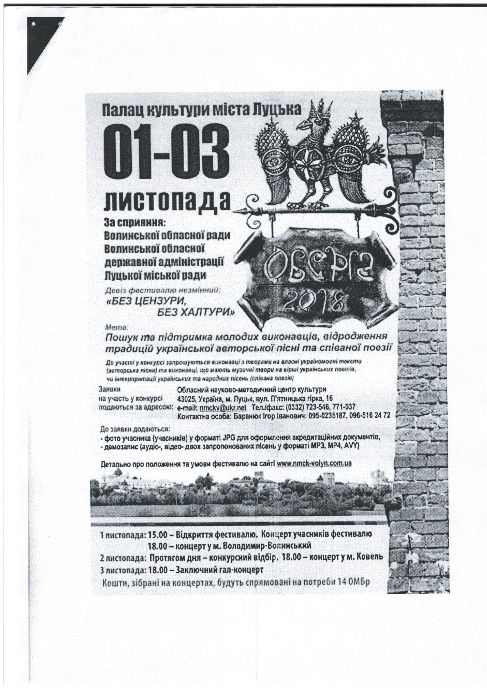 Палац культури міста Луцька
01-03
ЛИСТОПАДА
За сприяння:
Волинської обласної ради
Волинської обласної
державної адміністрації
Луцької міської ради
Девіз фестивалю незмінний:
«БЕЗ ЦЕНЗУРИ,
БЕЗ ХАЛТУРИ»
ОБЕРІГ
2018
Мета:
Пошук та підтримка молодих виконавців, відродження
традицій української авторської пісні та співаної поезії
До участі у конкурсі запрошуються виконавці з творами на власні україномовні тексти
(авторська пісня) та виконавці, що мають музичні твори на вірші українських поетів,
чи інтерпретації українських та народних пісень (співана поезія)
Заявки
на участь у конкурсі
подаються за адресою:
Обласний науково-методичний центр культури
43025, Україна, м. Луцьк, вул. П'ятницька гірка, 16
e-mail: nmckv@ukr.net Тел./факс: (0332) 723-546, 771-037
Контактна особа: Баранюк Ігор Іванович: 095-0235187, 096-516 24 72
До заявки додаються:
- фото учасника (учасників) у форматі JPG для оформлення акредитаційних документів,
- демозапис (аудіо-, відео- двох запропонованих пісень у форматі MP3, MP4, AVY)
Детально про положення та умови фестивалю на сайті www.nmck-volyn.com.ua
1 листопада: 15.00 – Відкриття фестивалю. Концерт учасників фестивалю
18.00 – концерт у м. Володимир-Волинський
2 листопада: Протягом дня – конкурсний відбір. 18.00 – концерт у м. Ковель
3 листопада: 18.00 – Заключний гала-концерт
Кошти, зібрані на концертах, будуть спрямовані на потреби 14 ОМБр